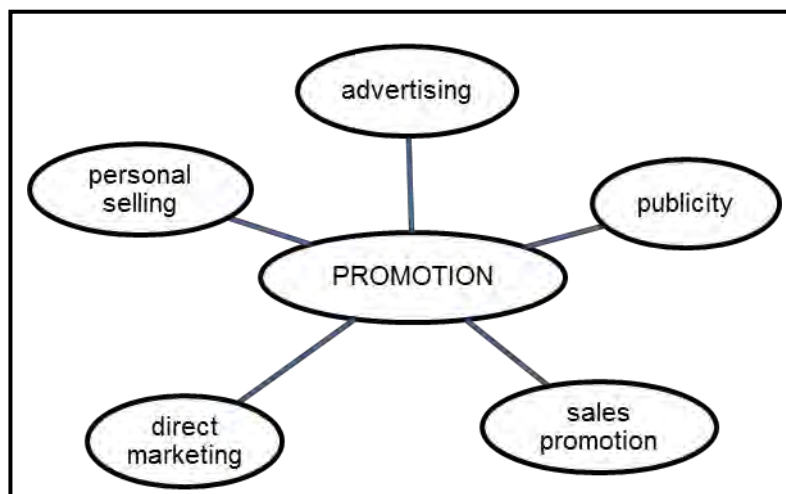 advertising
personal
selling
publicity
PROMOTION
direct
marketing
sales
promotion